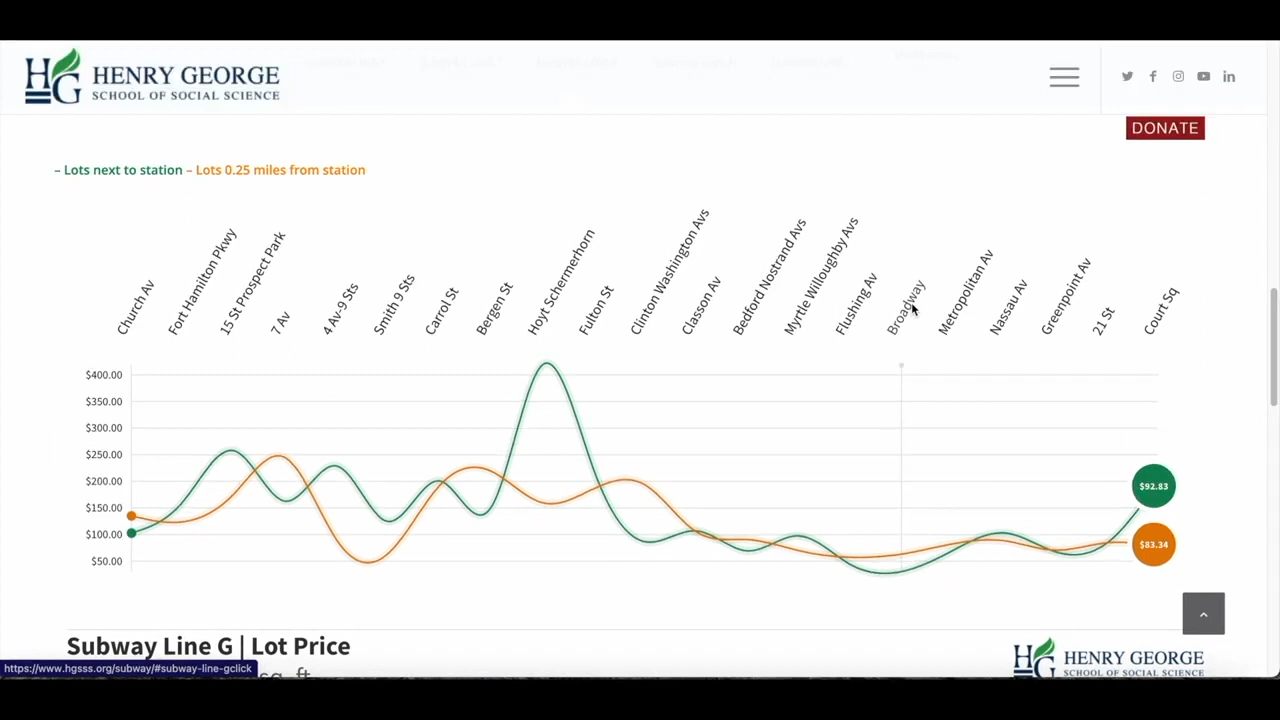 HG HENRY GEORGE
SCHOOL OF SOCIAL SCIENCE
DONATE
– Lots next to station – Lots 0.25 miles from station
Church Av
Fort Hamilton Pkwy
15 St Prospect Park
7 Av
4 Av-9 Sts
Smith 9 Sts
Carrol St
Bergen St
Hoyt Schermerhorn
Fulton St
Clinton Washington Avs
Classon Av
Bedford Nostrand Avs
Myrtle Willoughby Avs
Flushing Av
Broadway
Metropolitan Av
Nassau Av
Greenpoint Av
21 St
Court Sq
$400.00
$350.00
$300.00
$250.00
$200.00
$150.00
$100.00
$50.00
$92.83
$83.34
Subway Line G | Lot Price
HG HENRY GEORGE
SCHOOL OF SOCIAL SCIENCE
https://www.hgsss.org/subway/#subway-line-gclick
sq. ft.